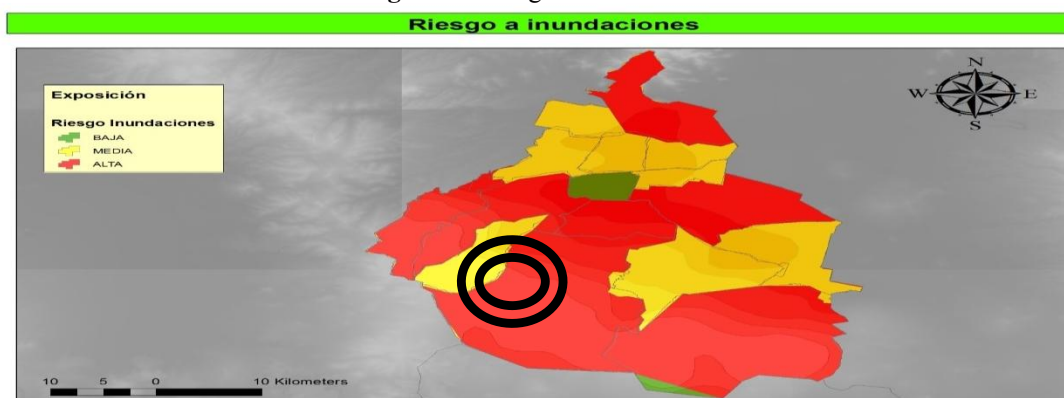 Riesgo a inundaciones
Exposición
Riesgo Inundaciones
BAJA
MEDIA
ALTA
N
W E
S
10 5 0 10 Kilometers